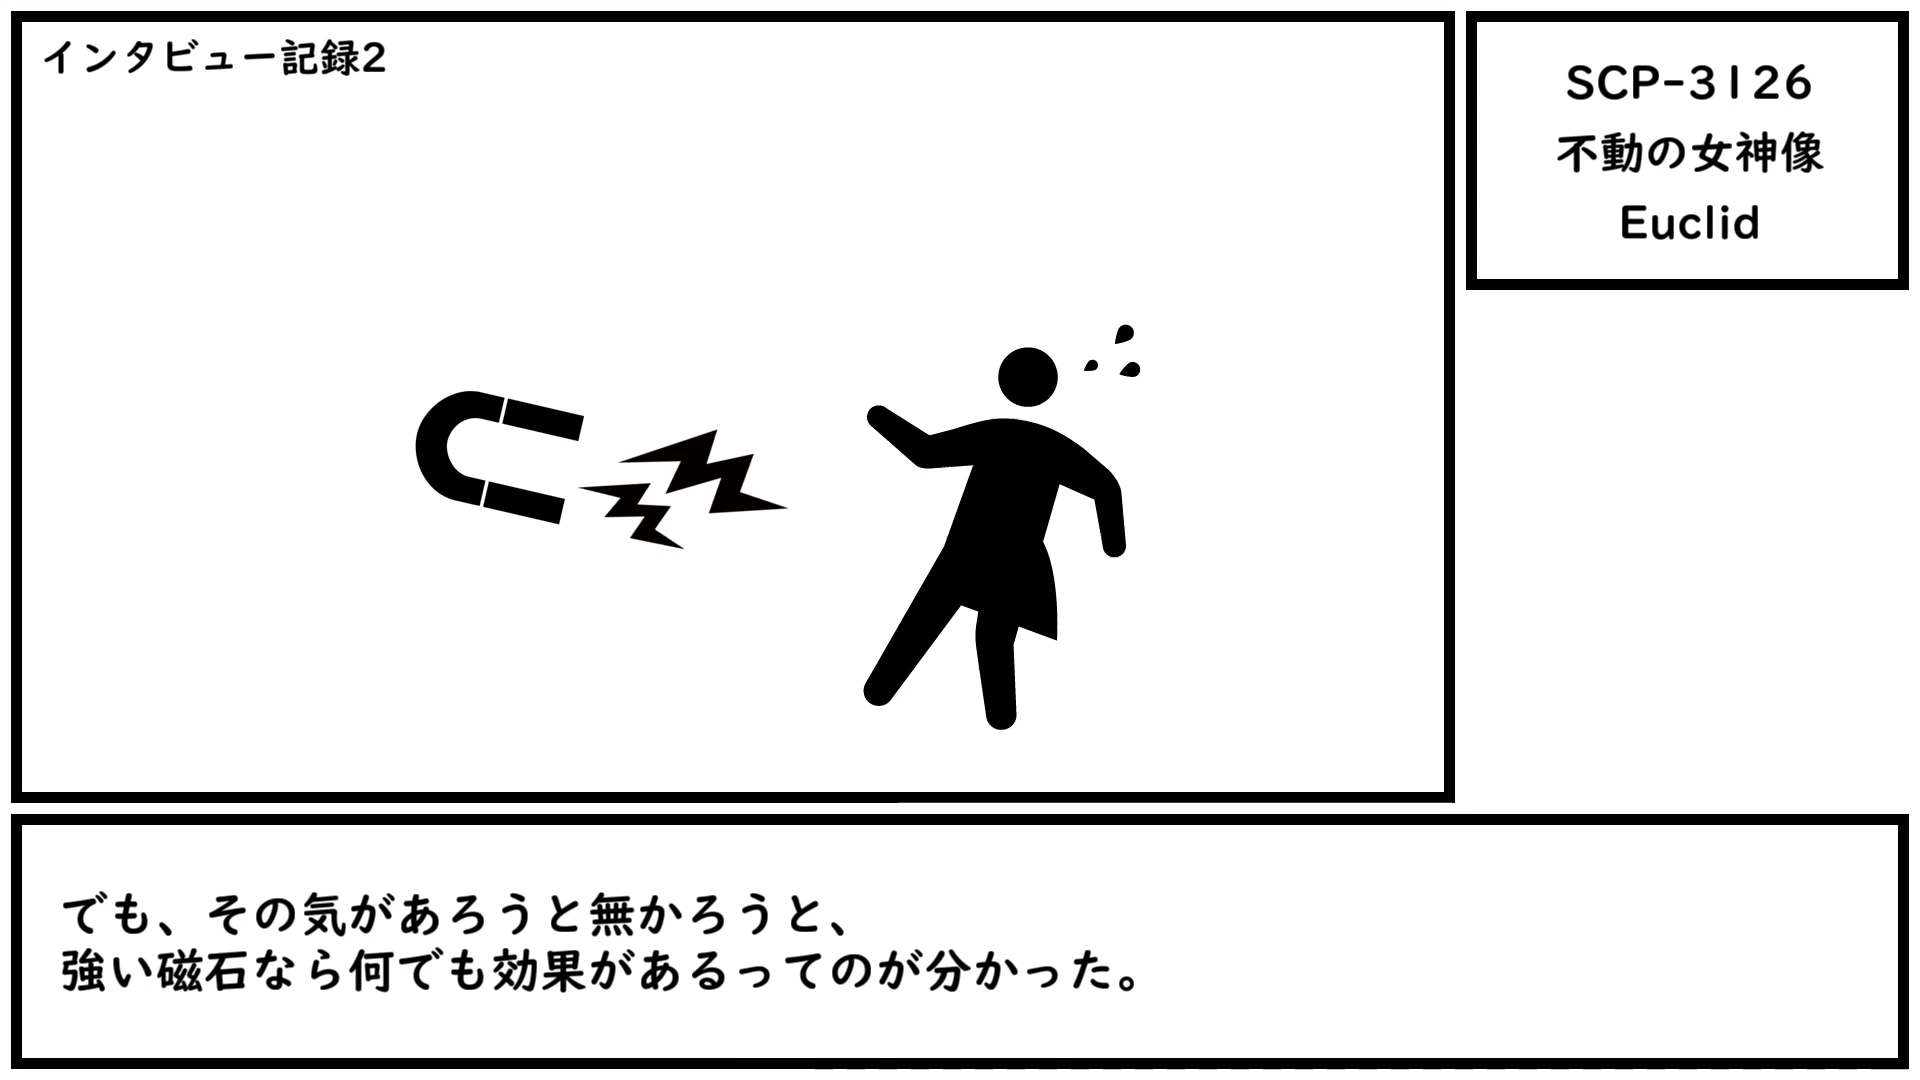 インタビュー記録2
SCP-3126
不動の女神像
Euclid
でも、その気があろうと無かろうと、
強い磁石なら何でも効果があるってのが分かった。